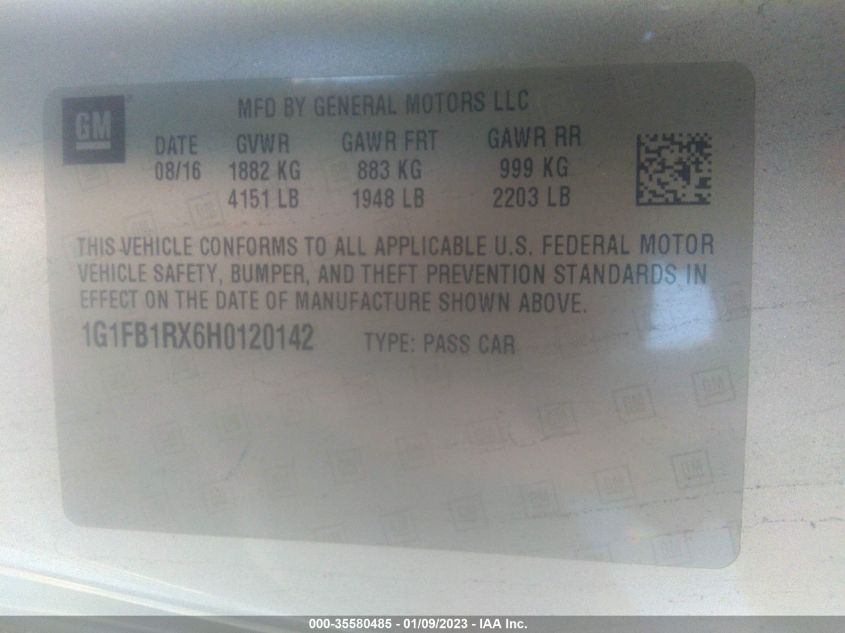 GM
MFD BY GENERAL MOTORS LLC
DATE GVWR GAWR FRT GAWR RR
08/16 1882 KG 883 KG 999 KG
4151 LB 1948 LB 2203 LB
THIS VEHICLE CONFORMS TO ALL APPLICABLE U.S. FEDERAL MOTOR
VEHICLE SAFETY, BUMPER, AND THEFT PREVENTION STANDARDS IN
EFFECT ON THE DATE OF MANUFACTURE SHOWN ABOVE.
1G1FB1RX6H0120142 TYPE: PASS CAR
000-35580485 - 01/09/2023 - IAA Inc.